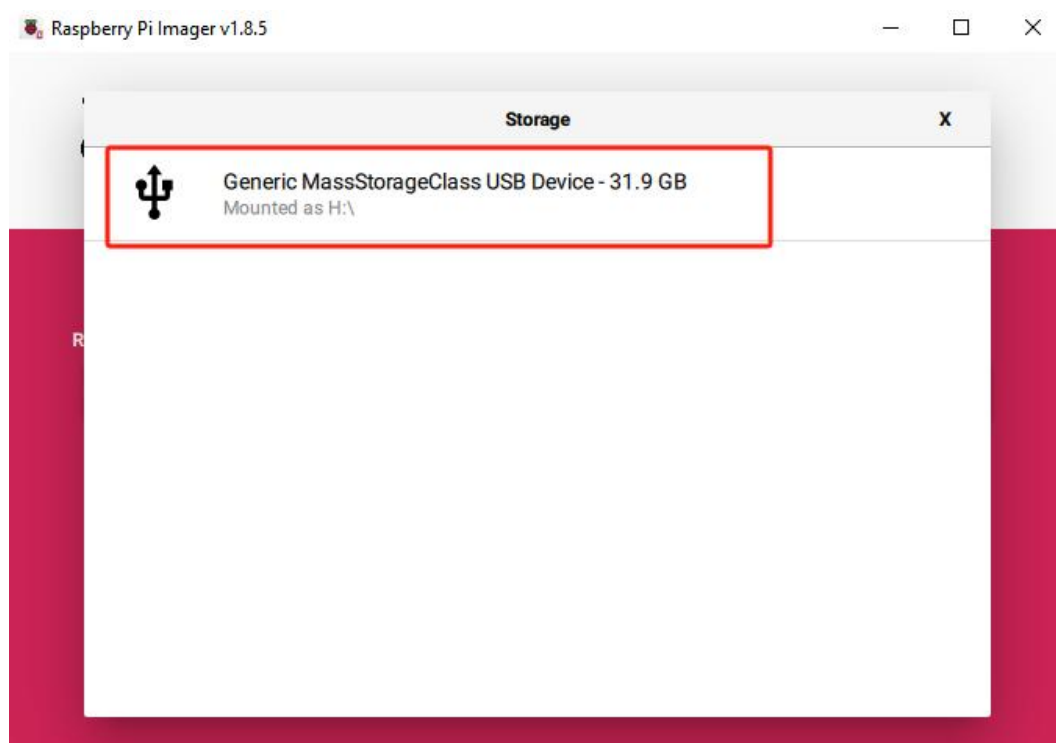 Raspberry Pi Imager v1.8.5
Storage
X
Generic MassStorageClass USB Device - 31.9 GB
Mounted as H:\
R